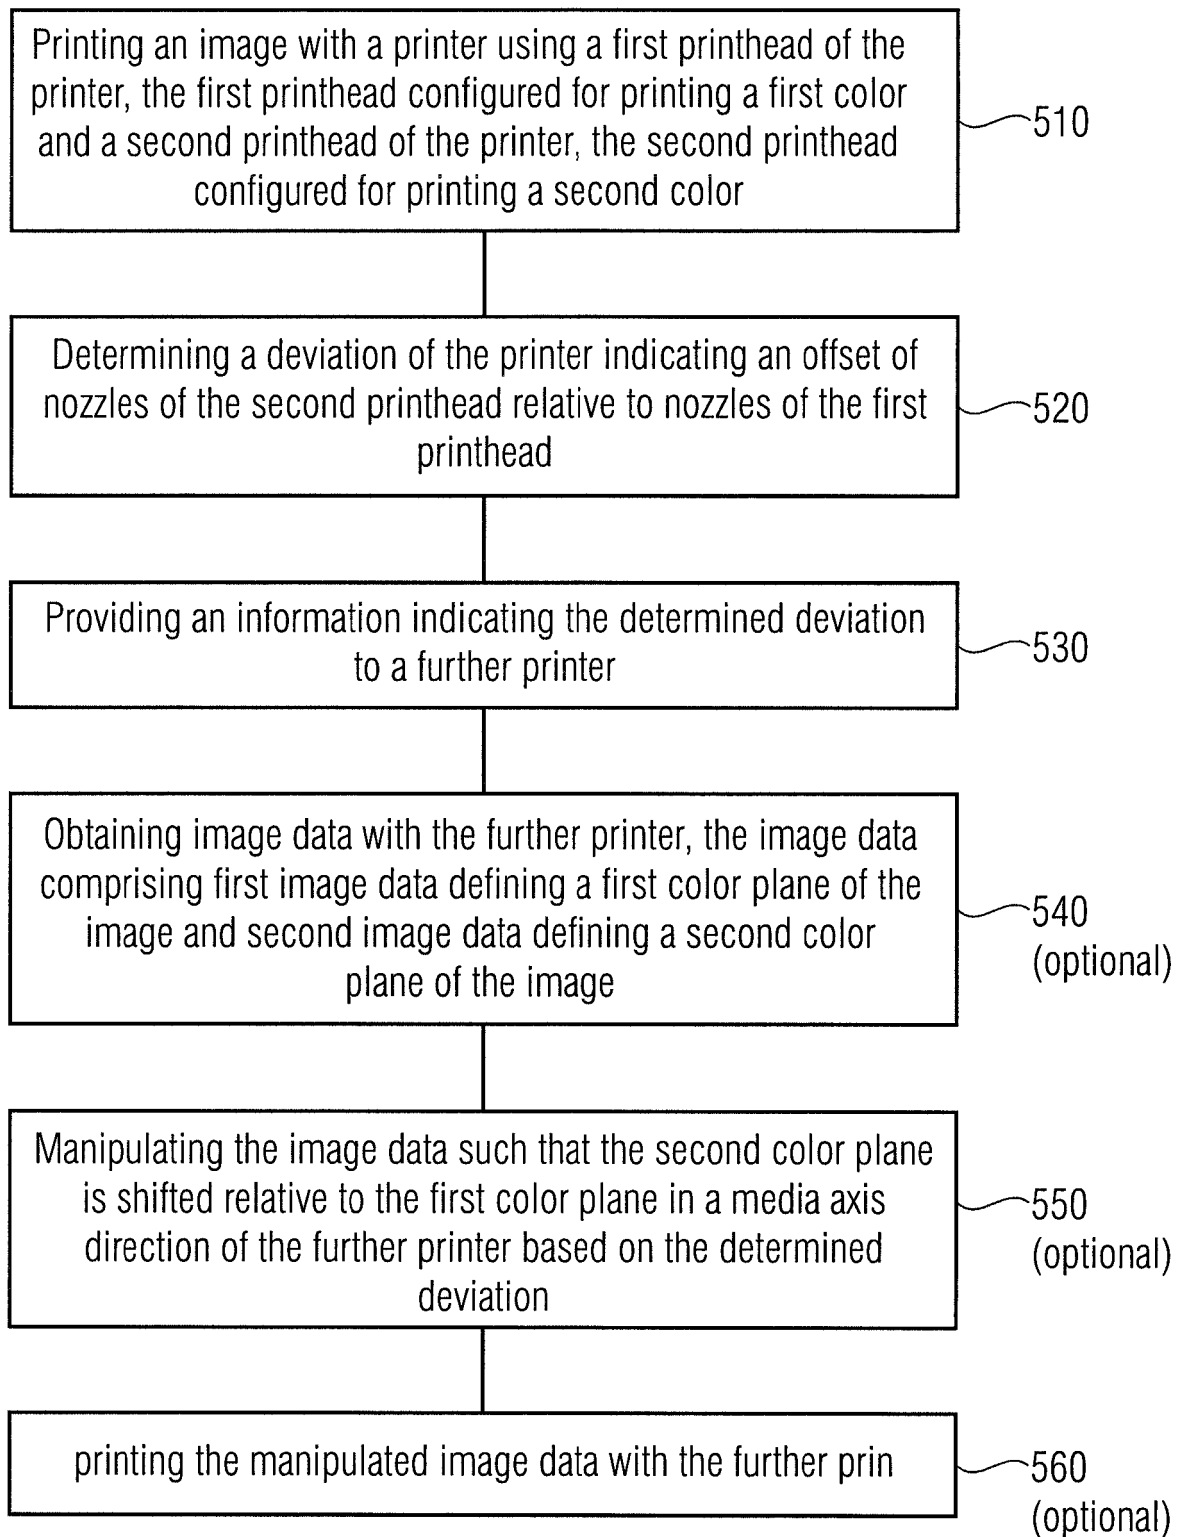 Printing an image with a printer using a first printhead of the
printer, the first printhead configured for printing a first color
and a second printhead of the printer, the second printhead
configured for printing a second color
510
Determining a deviation of the printer indicating an offset of
nozzles of the second printhead relative to nozzles of the first
printhead
520
Providing an information indicating the determined deviation
to a further printer
530
Obtaining image data with the further printer, the image data
comprising first image data defining a first color plane of the
image and second image data defining a second color
plane of the image
540
(optional)
Manipulating the image data such that the second color plane
is shifted relative to the first color plane in a media axis
direction of the further printer based on the determined
deviation
550
(optional)
printing the manipulated image data with the further prin
560
(optional)